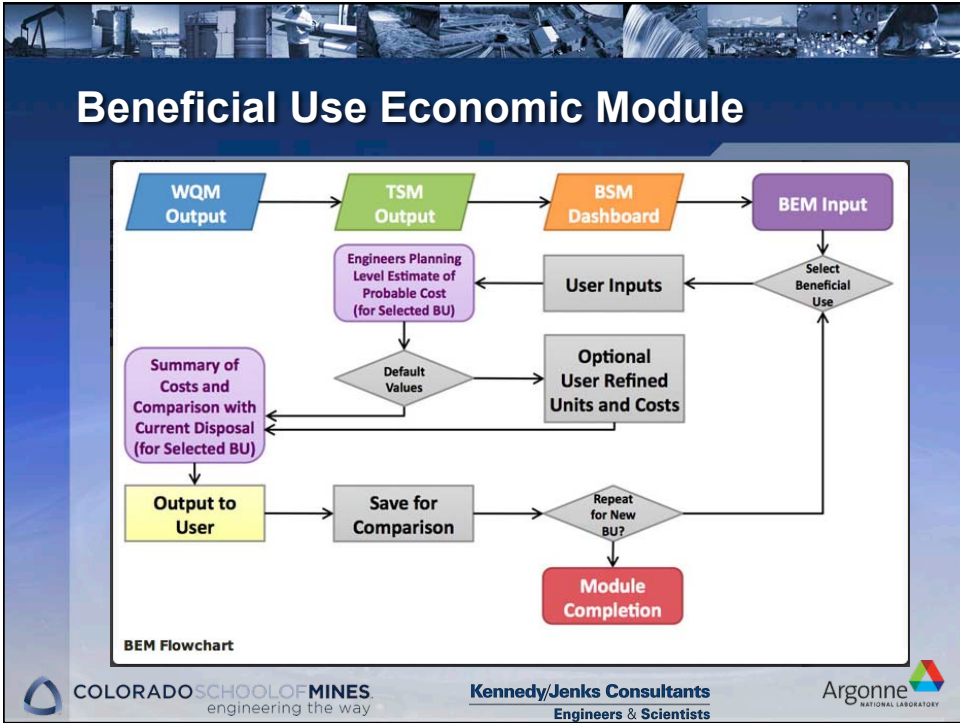 Beneficial Use Economic Module
WQM
Output
TSM
Output
BSM
Dashboard
BEM Input
Engineers Planning
Level Estimate of
Probable Cost
(for Selected BU)
User Inputs
Select
Beneficial
Use
Summary of
Costs and
Comparison with
Current Disposal
(for Selected BU)
Default
Values
Optional
User Refined
Units and Costs
Output to
User
Save for
Comparison
Repeat
for New
BU?
Module
Completion
BEM Flowchart
COLORADOSCHOOLOFMINES
engineering the way
Kennedy/Jenks Consultants
Engineers & Scientists
Argonne
NATIONAL LABORATORY